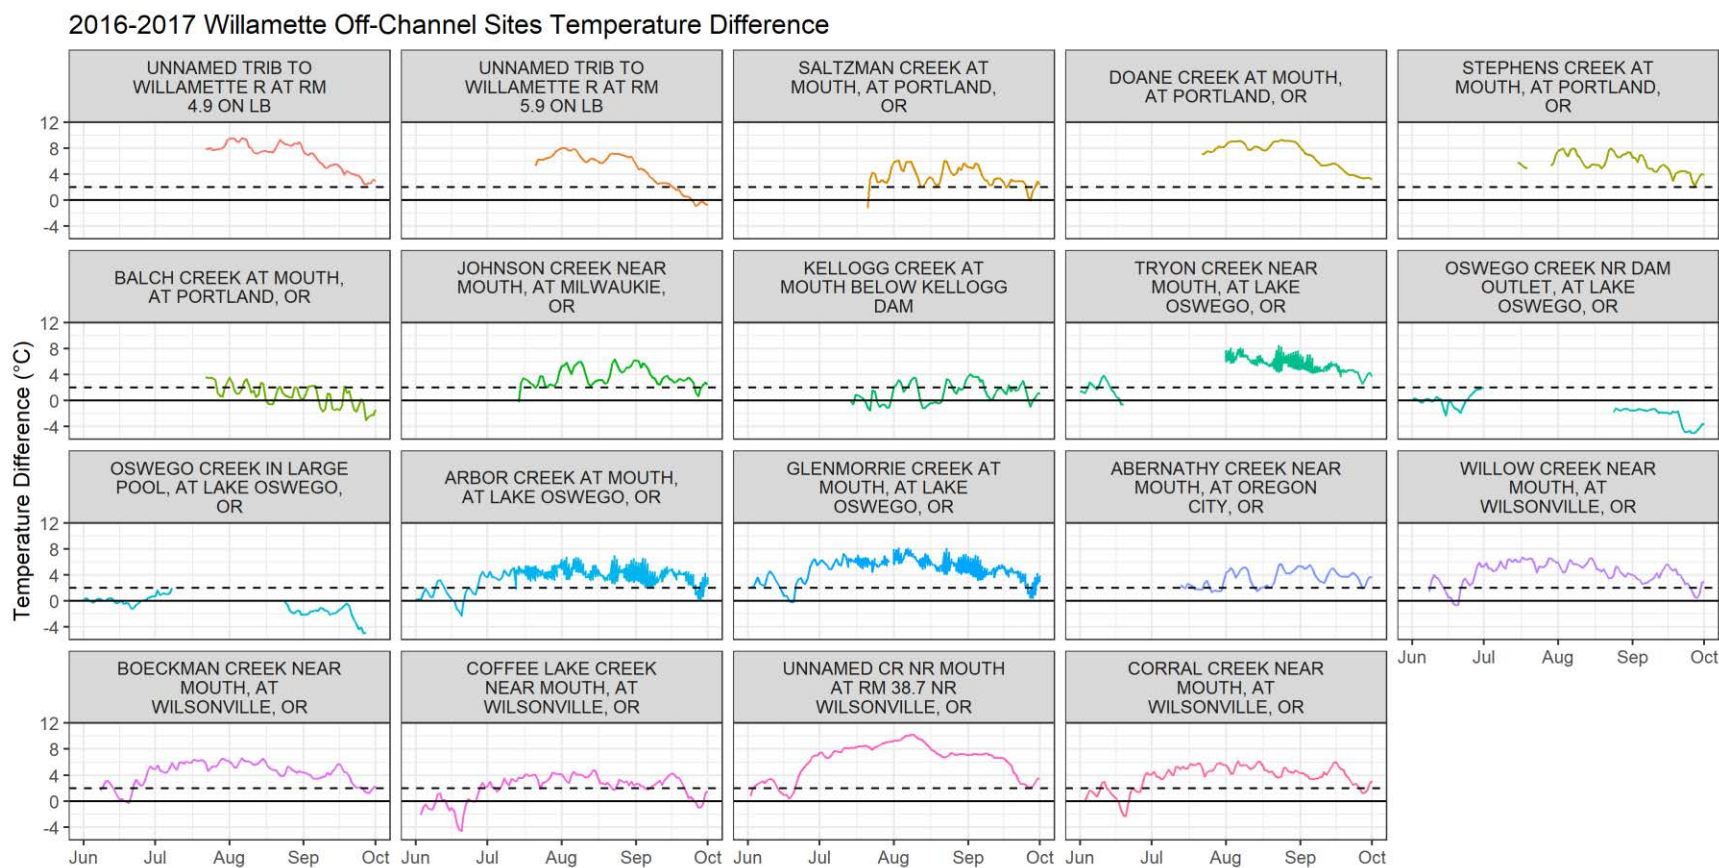 2016-2017 Willamette Off-Channel Sites Temperature Difference
UNNAMED TRIB TO
WILLAMETTE R AT RM
4.9 ON LB
UNNAMED TRIB TO
WILLAMETTE R AT RM
5.9 ON LB
SALTZMAN CREEK AT
MOUTH, AT PORTLAND,
OR
DOANE CREEK AT MOUTH,
AT PORTLAND, OR
STEPHENS CREEK AT
MOUTH, AT PORTLAND,
OR
12
8
4
0
-4
BALCH CREEK AT MOUTH,
AT PORTLAND, OR
JOHNSON CREEK NEAR
MOUTH, AT MILWAUKIE,
OR
KELLOGG CREEK AT
MOUTH BELOW KELLOGG
DAM
TRYON CREEK NEAR
MOUTH, AT LAKE
OSWEGO, OR
OSWEGO CREEK NR DAM
OUTLET, AT LAKE
OSWEGO, OR
12
8
4
0
-4
Temperature Difference (°C)
OSWEGO CREEK IN LARGE
POOL, AT LAKE OSWEGO,
OR
ARBOR CREEK AT MOUTH,
AT LAKE OSWEGO, OR
GLENMORRIE CREEK AT
MOUTH, AT LAKE
OSWEGO, OR
ABERNATHY CREEK NEAR
MOUTH, AT OREGON
CITY, OR
WILLOW CREEK NEAR
MOUTH, AT
WILSONVILLE, OR
12
8
4
0
-4
Jun Jul Aug Sep Oct
BOECKMAN CREEK NEAR
MOUTH, AT
WILSONVILLE, OR
COFFEE LAKE CREEK
NEAR MOUTH, AT
WILSONVILLE, OR
UNNAMED CR NR MOUTH
AT RM 38.7 NR
WILSONVILLE, OR
CORRAL CREEK NEAR
MOUTH, AT
WILSONVILLE, OR
12
8
4
0
-4
Jun Jul Aug Sep Oct
Jun Jul Aug Sep Oct
Jun Jul Aug Sep Oct
Jun Jul Aug Sep Oct